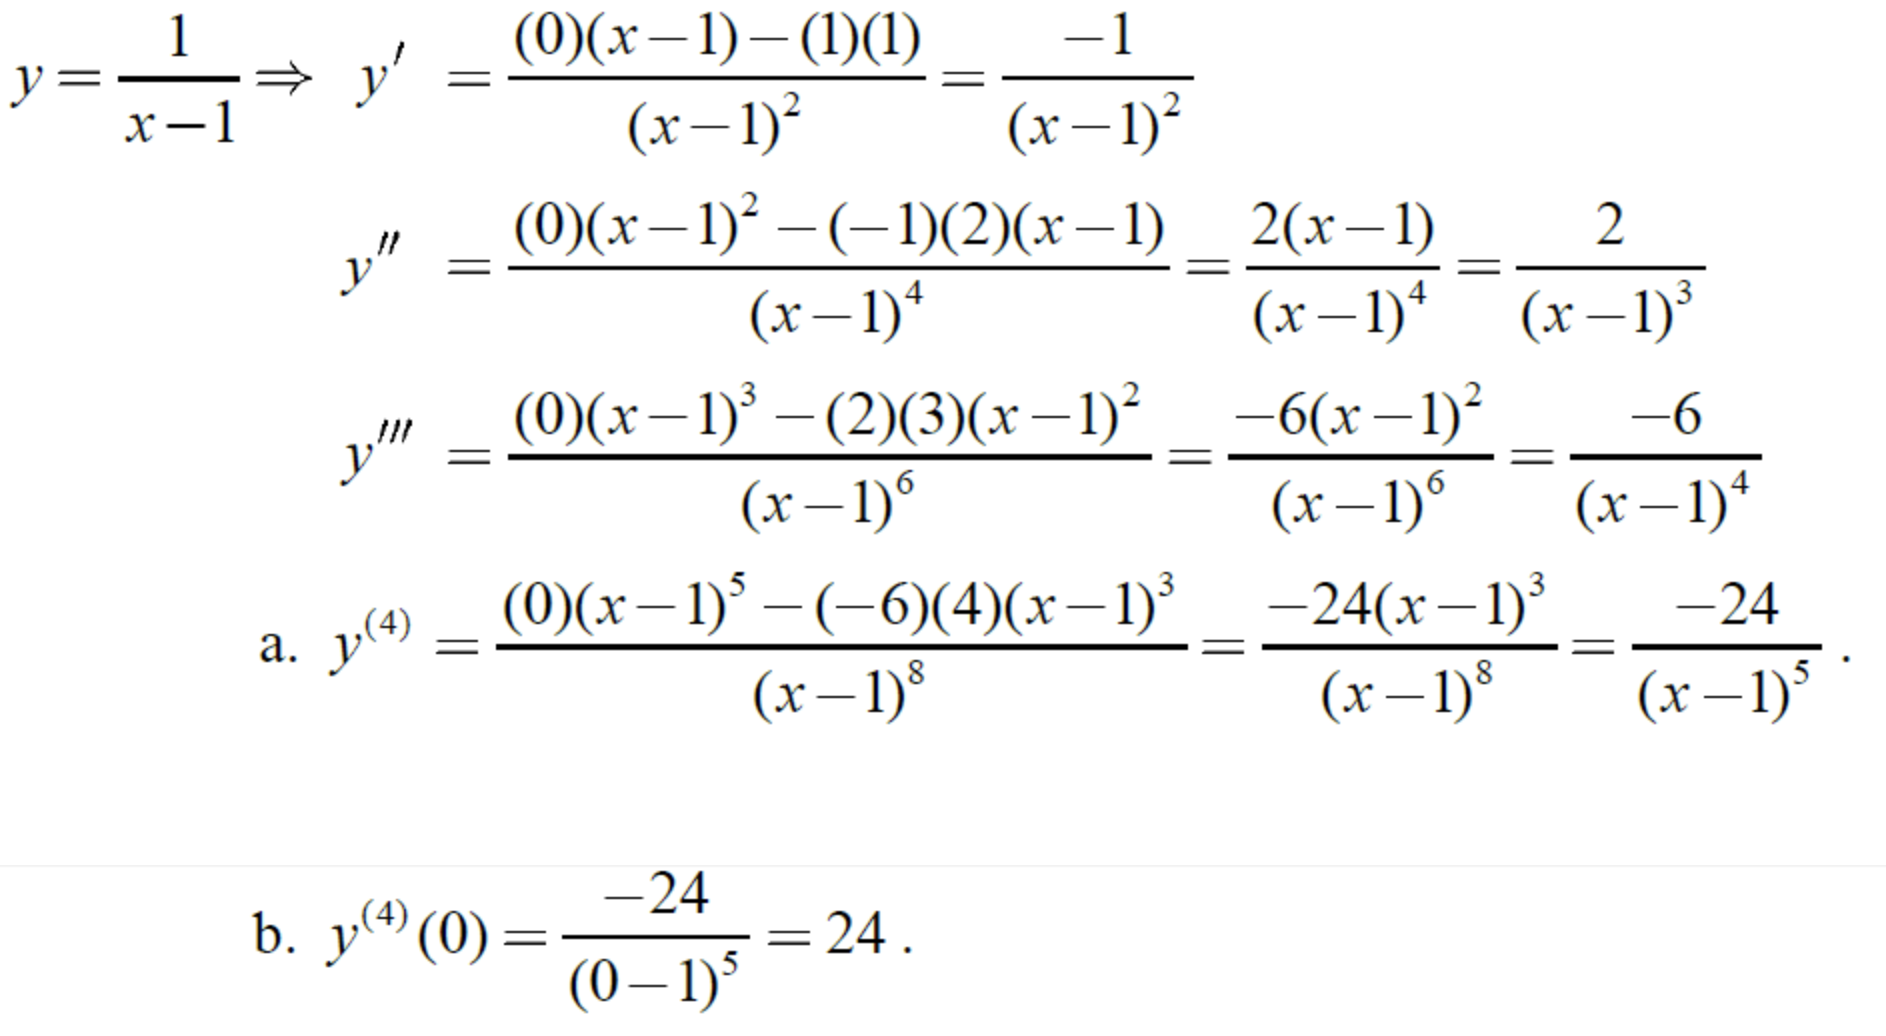 y = 1/(x−1) ⇒ y′ = ((0)(x−1)−(1)(1))/(x−1)² = −1/(x−1)²
y″ = ((0)(x−1)²−(−1)(2)(x−1))/(x−1)⁴ = 2(x−1)/(x−1)⁴ = 2/(x−1)³
y‴ = ((0)(x−1)³−(2)(3)(x−1)²)/(x−1)⁶ = −6(x−1)²/(x−1)⁶ = −6/(x−1)⁴
a. y⁽⁴⁾ = ((0)(x−1)⁵−(−6)(4)(x−1)³)/(x−1)⁸ = −24(x−1)³/(x−1)⁸ = −24/(x−1)⁵ .
b. y⁽⁴⁾(0) = −24/(0−1)⁵ = 24 .